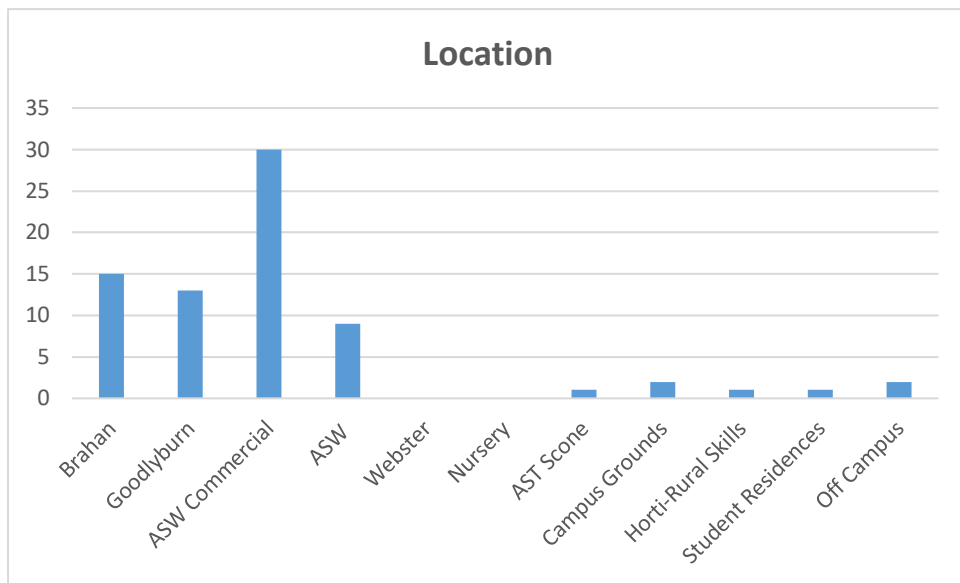 Location
35
30
25
20
15
10
5
0
Brahan
Goodlyburn
ASW Commercial
ASW
Webster
Nursery
AST Scone
Campus Grounds
Horti-Rural Skills
Student Residences
Off Campus